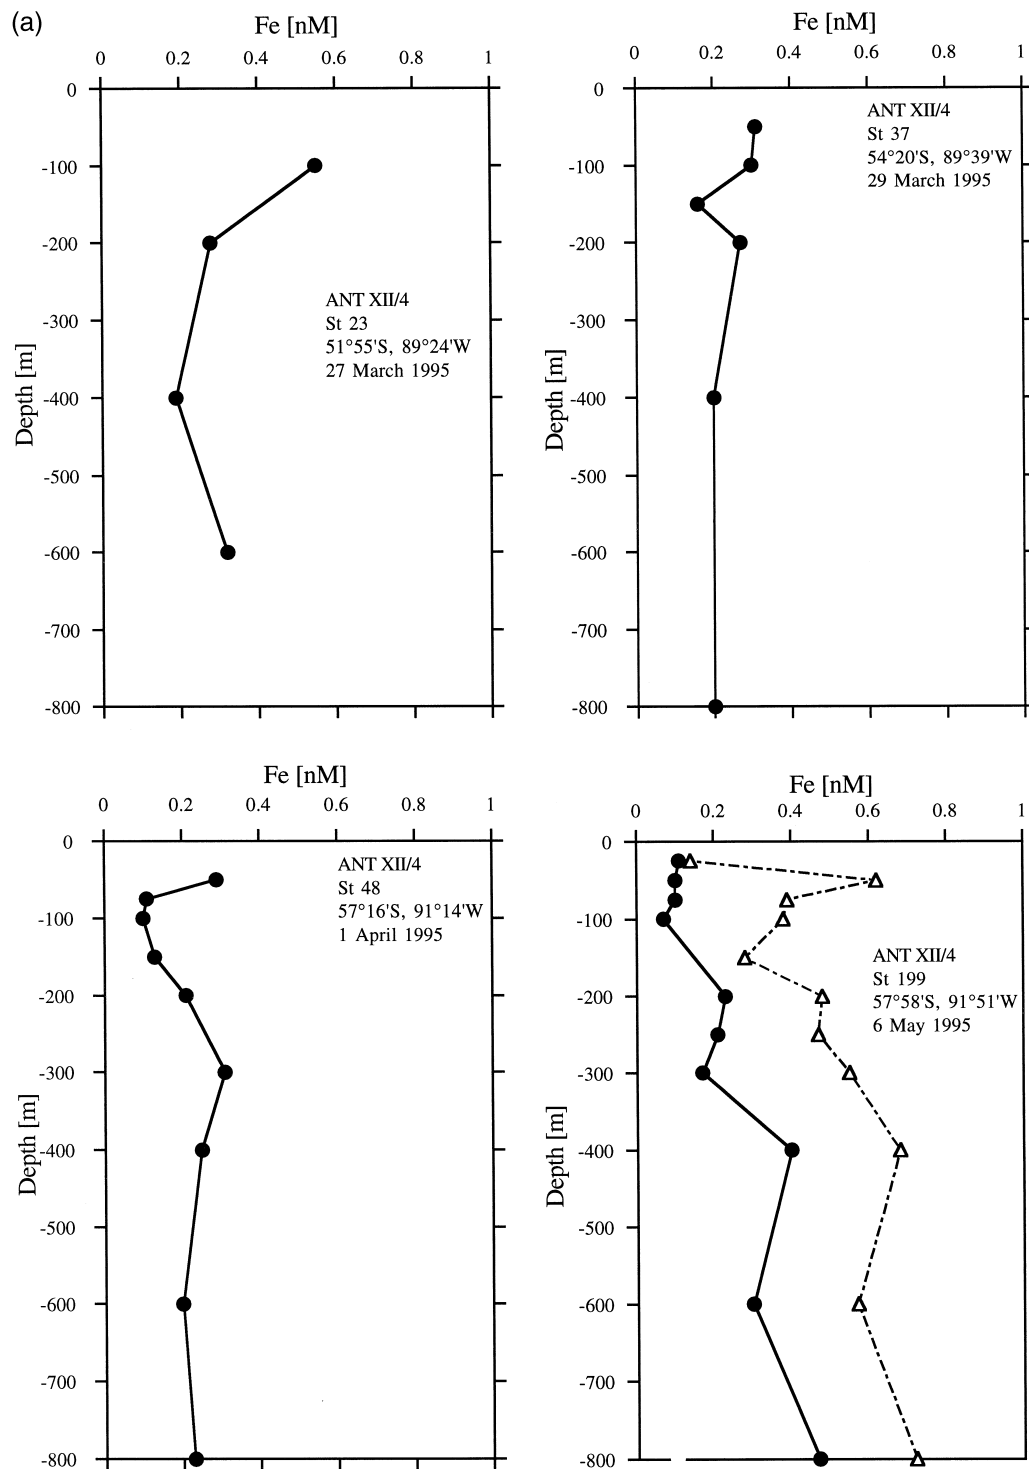 (a)
Fe [nM]
0 0.2 0.4 0.6 0.8 1
0
-100
-200
-300
-400
-500
-600
-700
-800
Depth [m]
ANT XII/4
St 23
51°55'S, 89°24'W
27 March 1995
Fe [nM]
0 0.2 0.4 0.6 0.8 1
0
-100
-200
-300
-400
-500
-600
-700
-800
Depth [m]
ANT XII/4
St 37
54°20'S, 89°39'W
29 March 1995
Fe [nM]
0 0.2 0.4 0.6 0.8 1
0
-100
-200
-300
-400
-500
-600
-700
-800
Depth [m]
ANT XII/4
St 48
57°16'S, 91°14'W
1 April 1995
Fe [nM]
0 0.2 0.4 0.6 0.8 1
0
-100
-200
-300
-400
-500
-600
-700
-800
Depth [m]
ANT XII/4
St 199
57°58'S, 91°51'W
6 May 1995